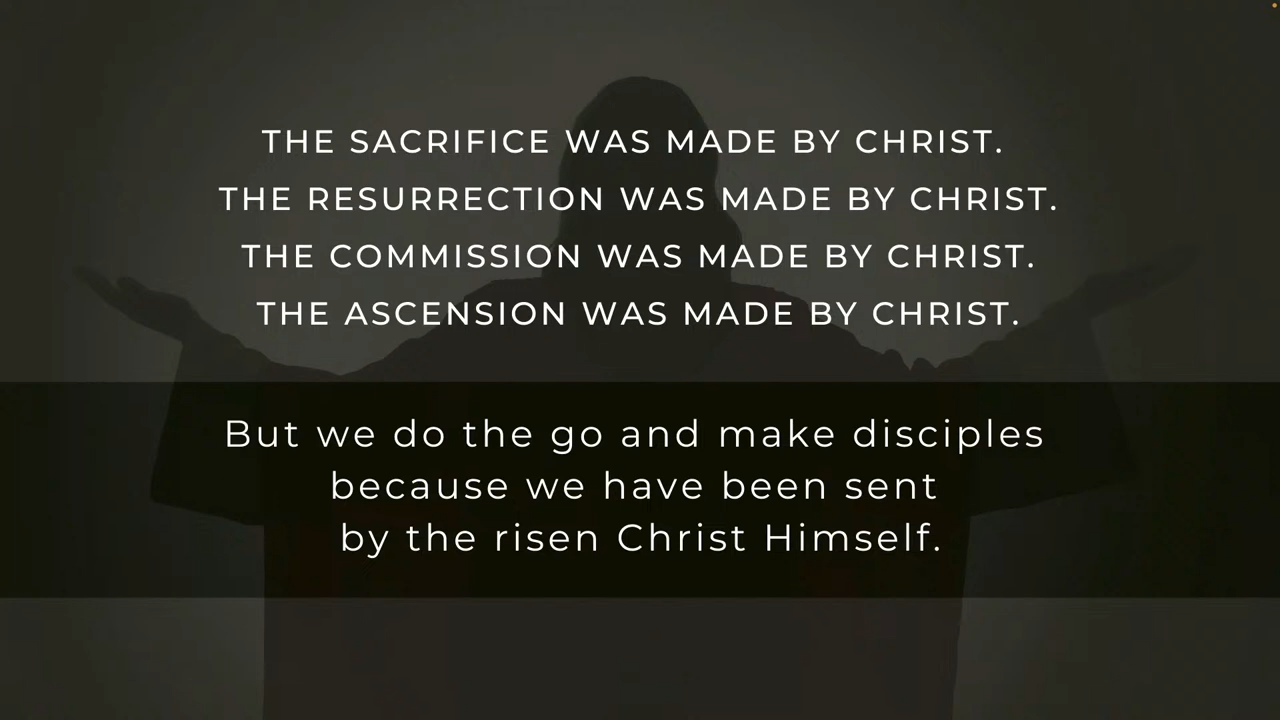 THE SACRIFICE WAS MADE BY CHRIST.
THE RESURRECTION WAS MADE BY CHRIST.
THE COMMISSION WAS MADE BY CHRIST.
THE ASCENSION WAS MADE BY CHRIST.
But we do the go and make disciples
because we have been sent
by the risen Christ Himself.